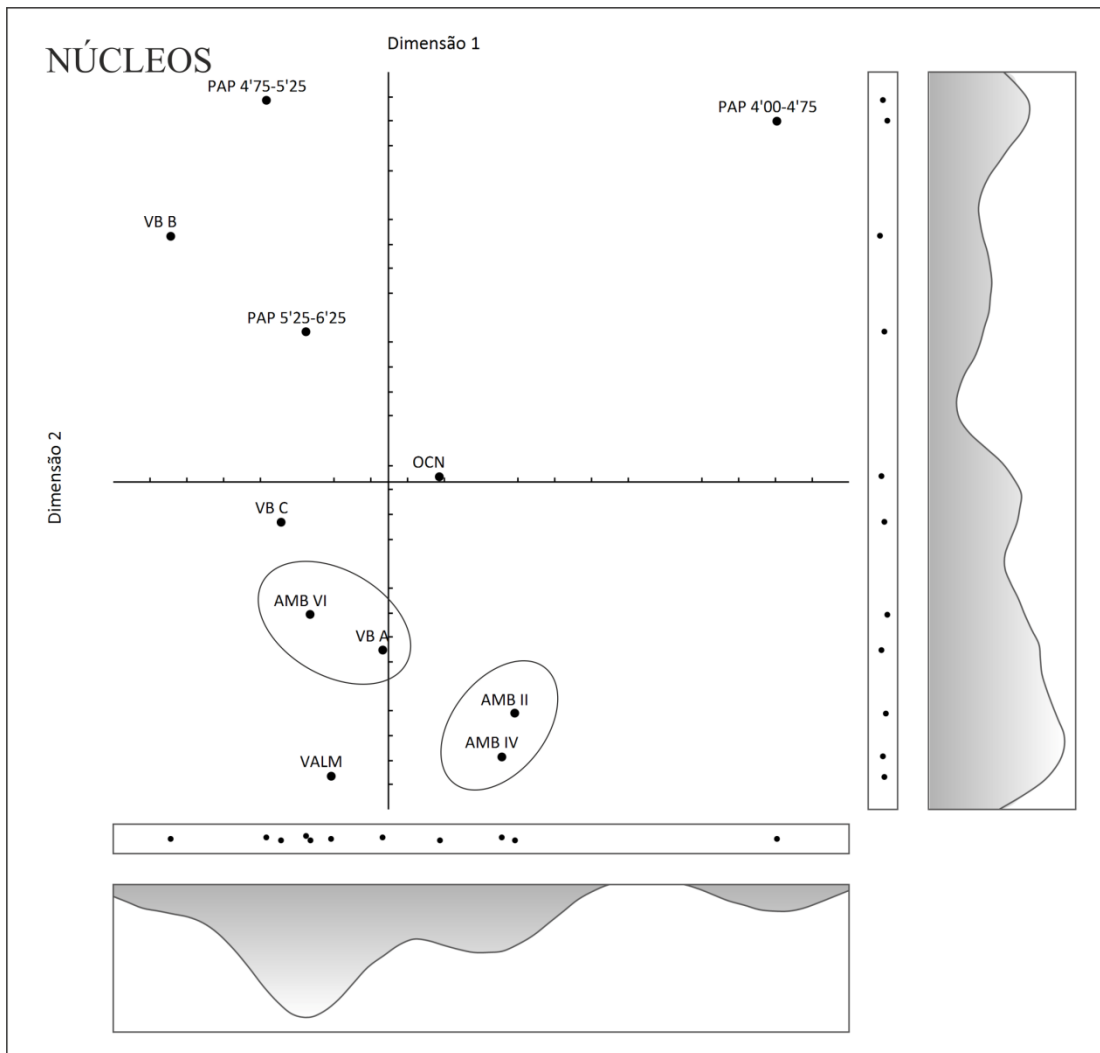 Dimensão 1
NÚCLEOS
PAP 4'75-5'25
PAP 4'00-4'75
VB B
PAP 5'25-6'25
Dimensão 2
OCN
VB C
AMB VI
VB A
AMB II
AMB IV
VALM